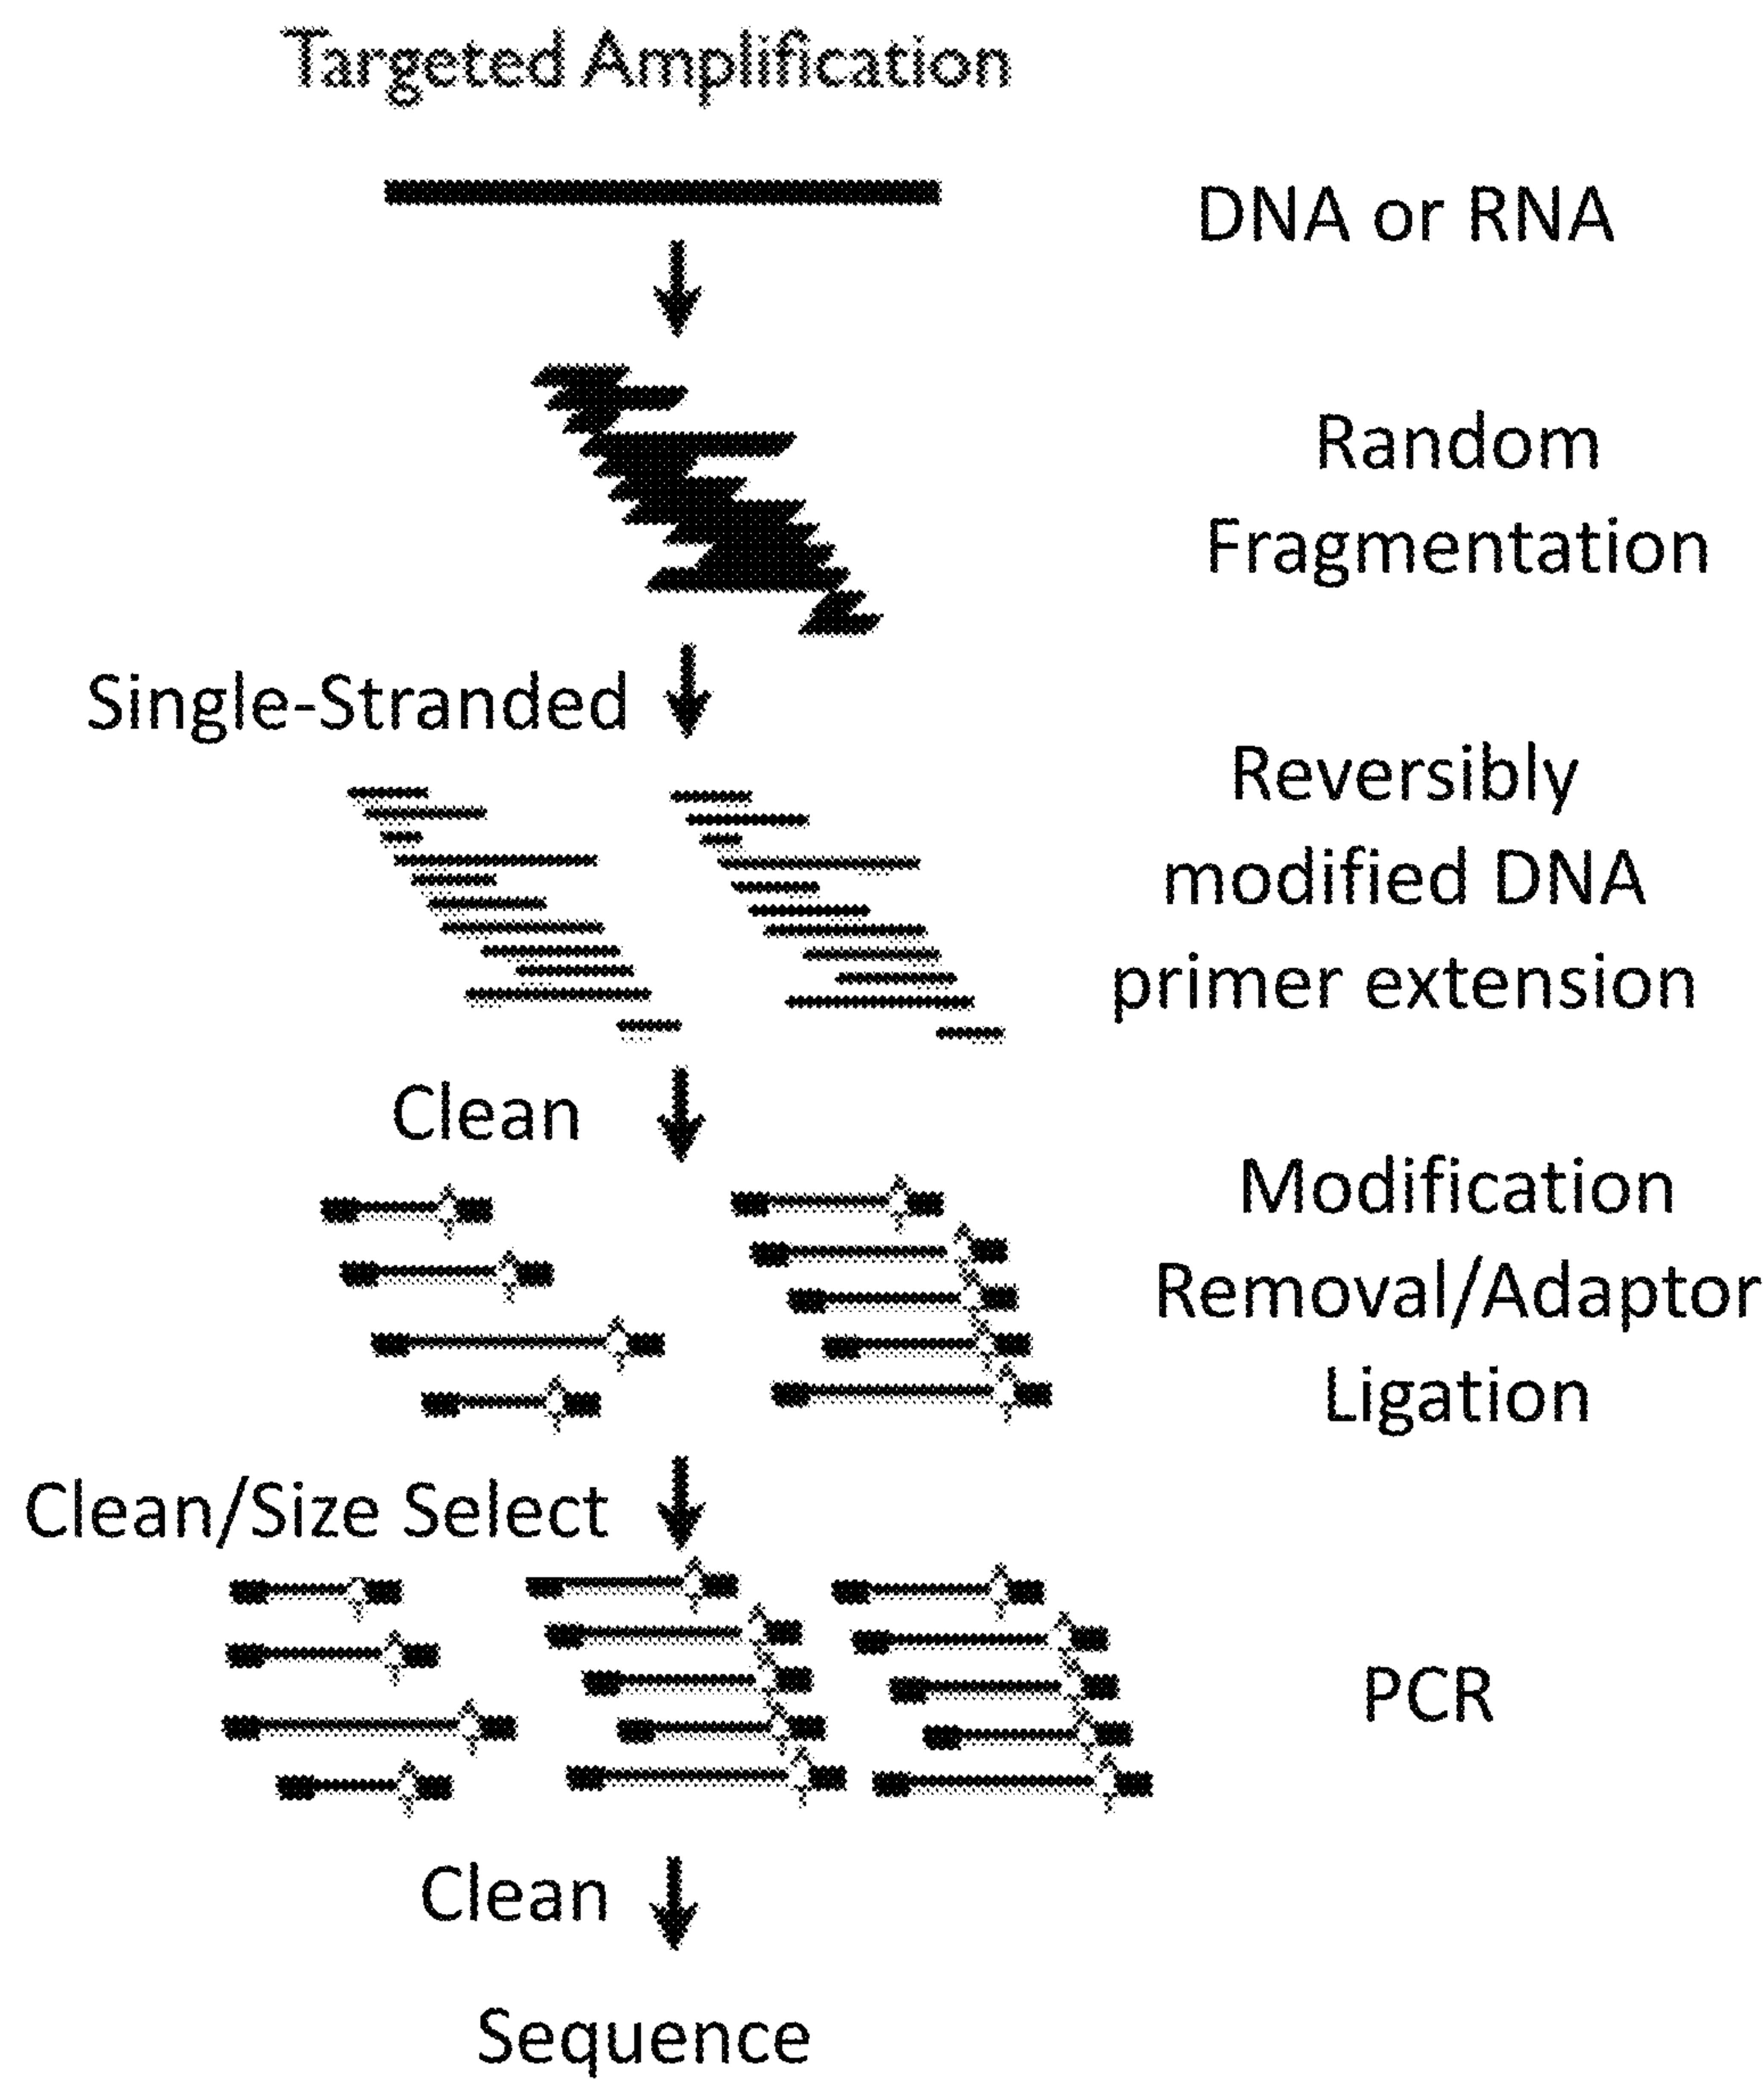 Targeted Amplification
DNA or RNA
Random
Fragmentation
Single-Stranded
Reversibly
modified DNA
primer extension
Clean
Modification
Removal/Adaptor
Ligation
Clean/Size Select
PCR
Clean
Sequence